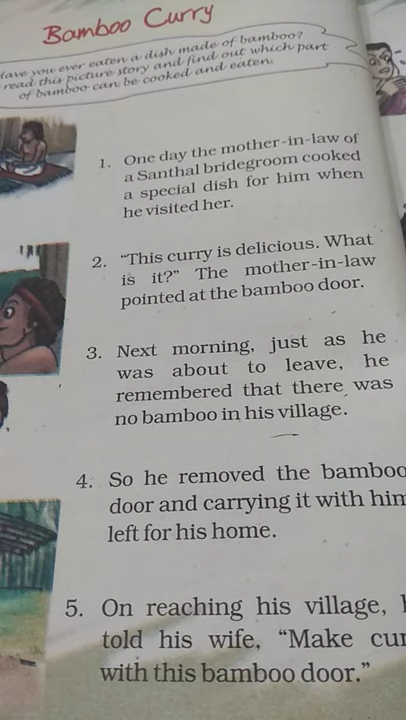 Bamboo Curry
Have you ever eaten a dish made of bamboo?
read this picture story and find out which part
of bamboo can be cooked and eaten.
1. One day the mother-in-law of
a Santhal bridegroom cooked
a special dish for him when
he visited her.
2. “This curry is delicious. What
is it?” The mother-in-law
pointed at the bamboo door.
3. Next morning, just as he
was about to leave, he
remembered that there was
no bamboo in his village.
4. So he removed the bamboo
door and carrying it with him
left for his home.
5. On reaching his village,
told his wife, “Make
with this bamboo door.”